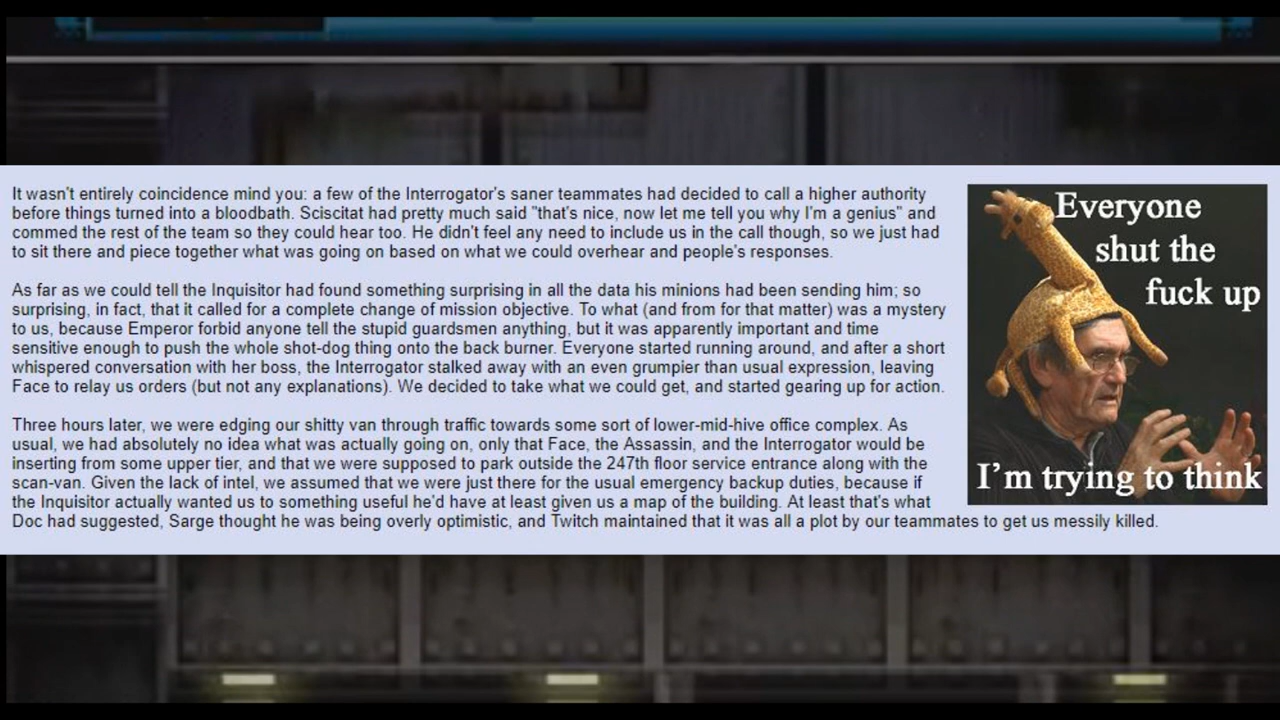 It wasn't entirely coincidence mind you: a few of the Interrogator's saner teammates had decided to call a higher authority
before things turned into a bloodbath. Sciscitat had pretty much said "that's nice, now let me tell you why I'm a genius" and
commed the rest of the team so they could hear too. He didn't feel any need to include us in the call though, so we just had
to sit there and piece together what was going on based on what we could overhear and people's responses.
As far as we could tell the Inquisitor had found something surprising in all the data his minions had been sending him; so
surprising, in fact, that it called for a complete change of mission objective. To what (and from for that matter) was a mystery
to us, because Emperor forbid anyone tell the stupid guardsmen anything, but it was apparently important and time
sensitive enough to push the whole shot-dog thing onto the back burner. Everyone started running around, and after a short
whispered conversation with her boss, the Interrogator stalked away with an even grumpier than usual expression, leaving
Face to relay us orders (but not any explanations). We decided to take what we could get, and started gearing up for action.
Three hours later, we were edging our shitty van through traffic towards some sort of lower-mid-hive office complex. As
usual, we had absolutely no idea what was actually going on, only that Face, the Assassin, and the Interrogator would be
inserting from some upper tier, and that we were supposed to park outside the 247th floor service entrance along with the
scan-van. Given the lack of intel, we assumed that we were just there for the usual emergency backup duties, because if
the Inquisitor actually wanted us to something useful he'd have at least given us a map of the building. At least that's what
Doc had suggested, Sarge thought he was being overly optimistic, and Twitch maintained that it was all a plot by our teammates to get us messily killed.
Everyone
shut the
fuck up
I'm trying to think